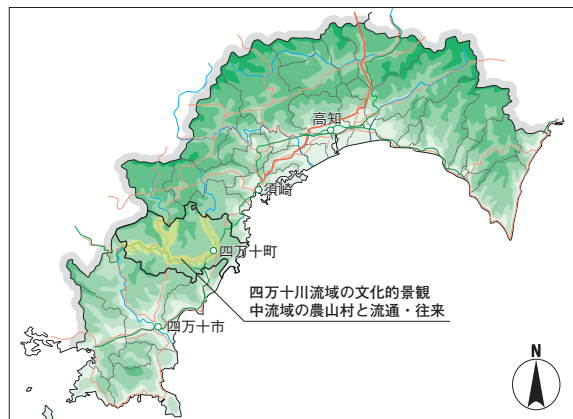 高知
須崎
四万十町
四万十川流域の文化的景観
中流域の農山村と流通・往来
四万十市
N